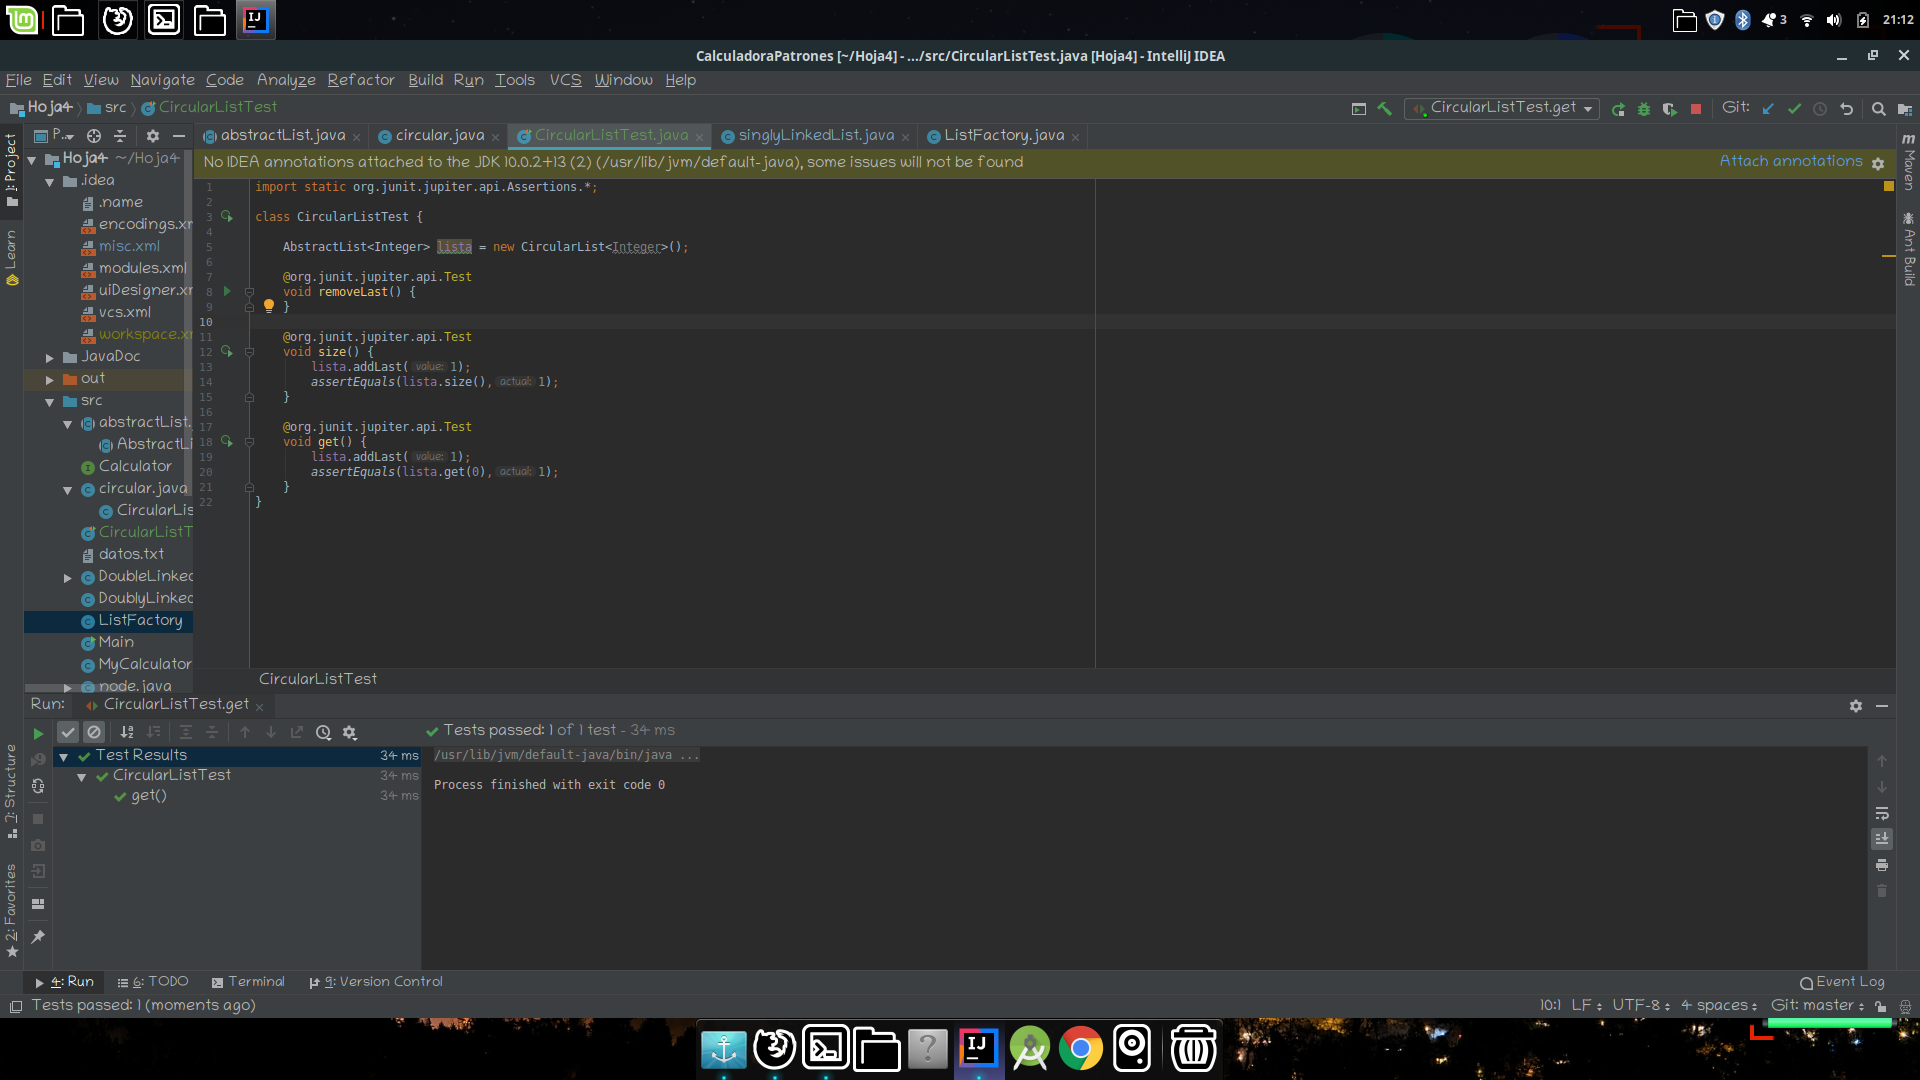 3 21:12
CalculadoraPatrones [~/Hoja4] - .../src/CircularListTest.java [Hoja4] - IntelliJ IDEA
File Edit View Navigate Code Analyze Refactor Build Run Tools VCS Window Help
Hoja4 src CircularListTest CircularListTest.get Git:
1: Project
P.. abstractList.java circular.java CircularListTest.java singlyLinkedList.java ListFactory.java
No IDEA annotations attached to the JDK 10.0.2+13 (2) (/usr/lib/jvm/default-java), some issues will not be found Attach annotations
Maven
Ant Build
Learn
Hoja4 ~/Hoja4
.idea
.name
encodings.xm
misc.xml
modules.xml
uiDesigner.xm
vcs.xml
workspace.xm
JavaDoc
out
src
abstractList.
AbstractLi
Calculator
circular.java
CircularLis
CircularListT
datos.txt
DoubleLinked
DoublyLinked
ListFactory
Main
MyCalculator
node.java
1 import static org.junit.jupiter.api.Assertions.*;
2
3 class CircularListTest {
4
5 AbstractList<Integer> lista = new CircularList<Integer>();
6
7 @org.junit.jupiter.api.Test
8 void removeLast() {
9 }
10
11 @org.junit.jupiter.api.Test
12 void size() {
13 lista.addLast( value: 1);
14 assertEquals(lista.size(), actual: 1);
15 }
16
17 @org.junit.jupiter.api.Test
18 void get() {
19 lista.addLast( value: 1);
20 assertEquals(lista.get(0), actual: 1);
21 }
22 }
CircularListTest
Run: CircularListTest.get
Tests passed: 1 of 1 test - 34 ms
Test Results 34 ms
CircularListTest 34 ms
get() 34 ms
/usr/lib/jvm/default-java/bin/java ...
Process finished with exit code 0
7: Structure
2: Favorites
4: Run 6: TODO Terminal 9: Version Control Event Log
Tests passed: 1 (moments ago) 10:1 LF UTF-8 4 spaces Git: master
IJ